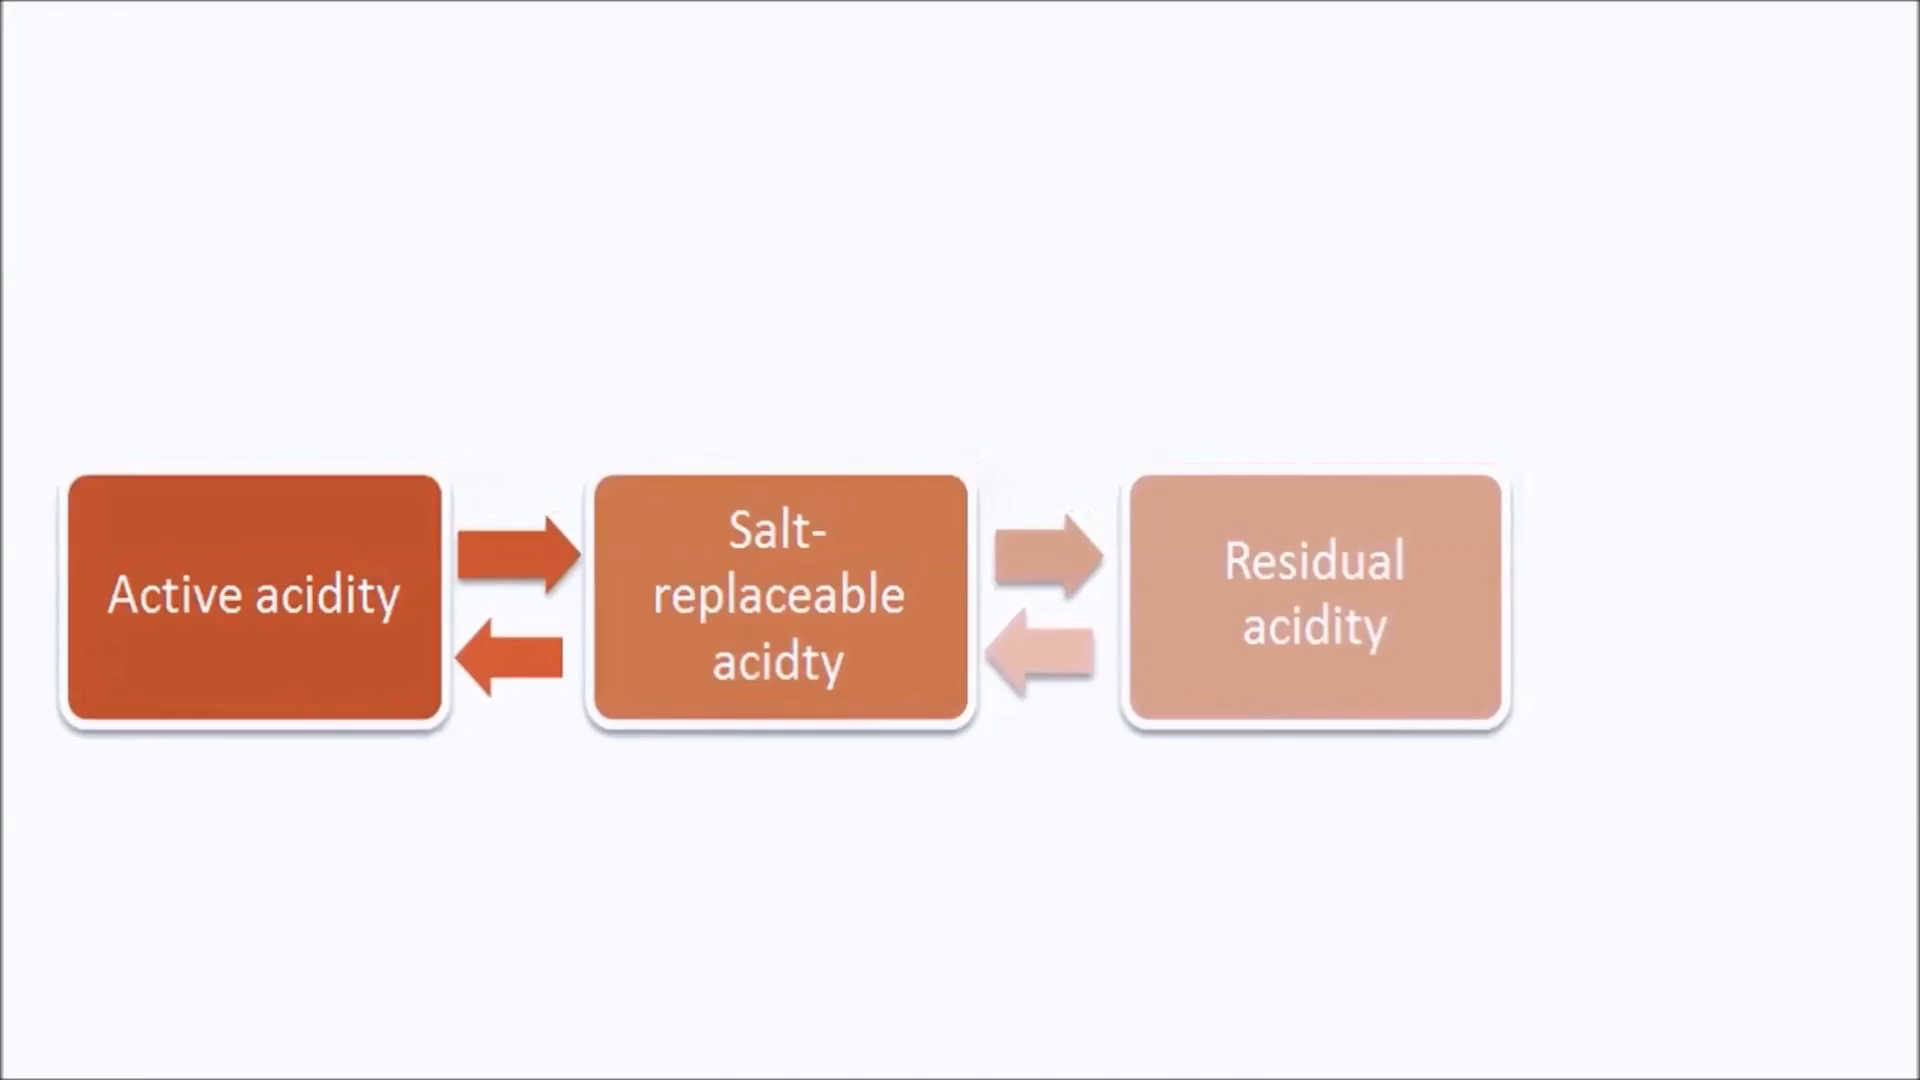 Active acidity
Salt-
replaceable
acidty
Residual
acidity